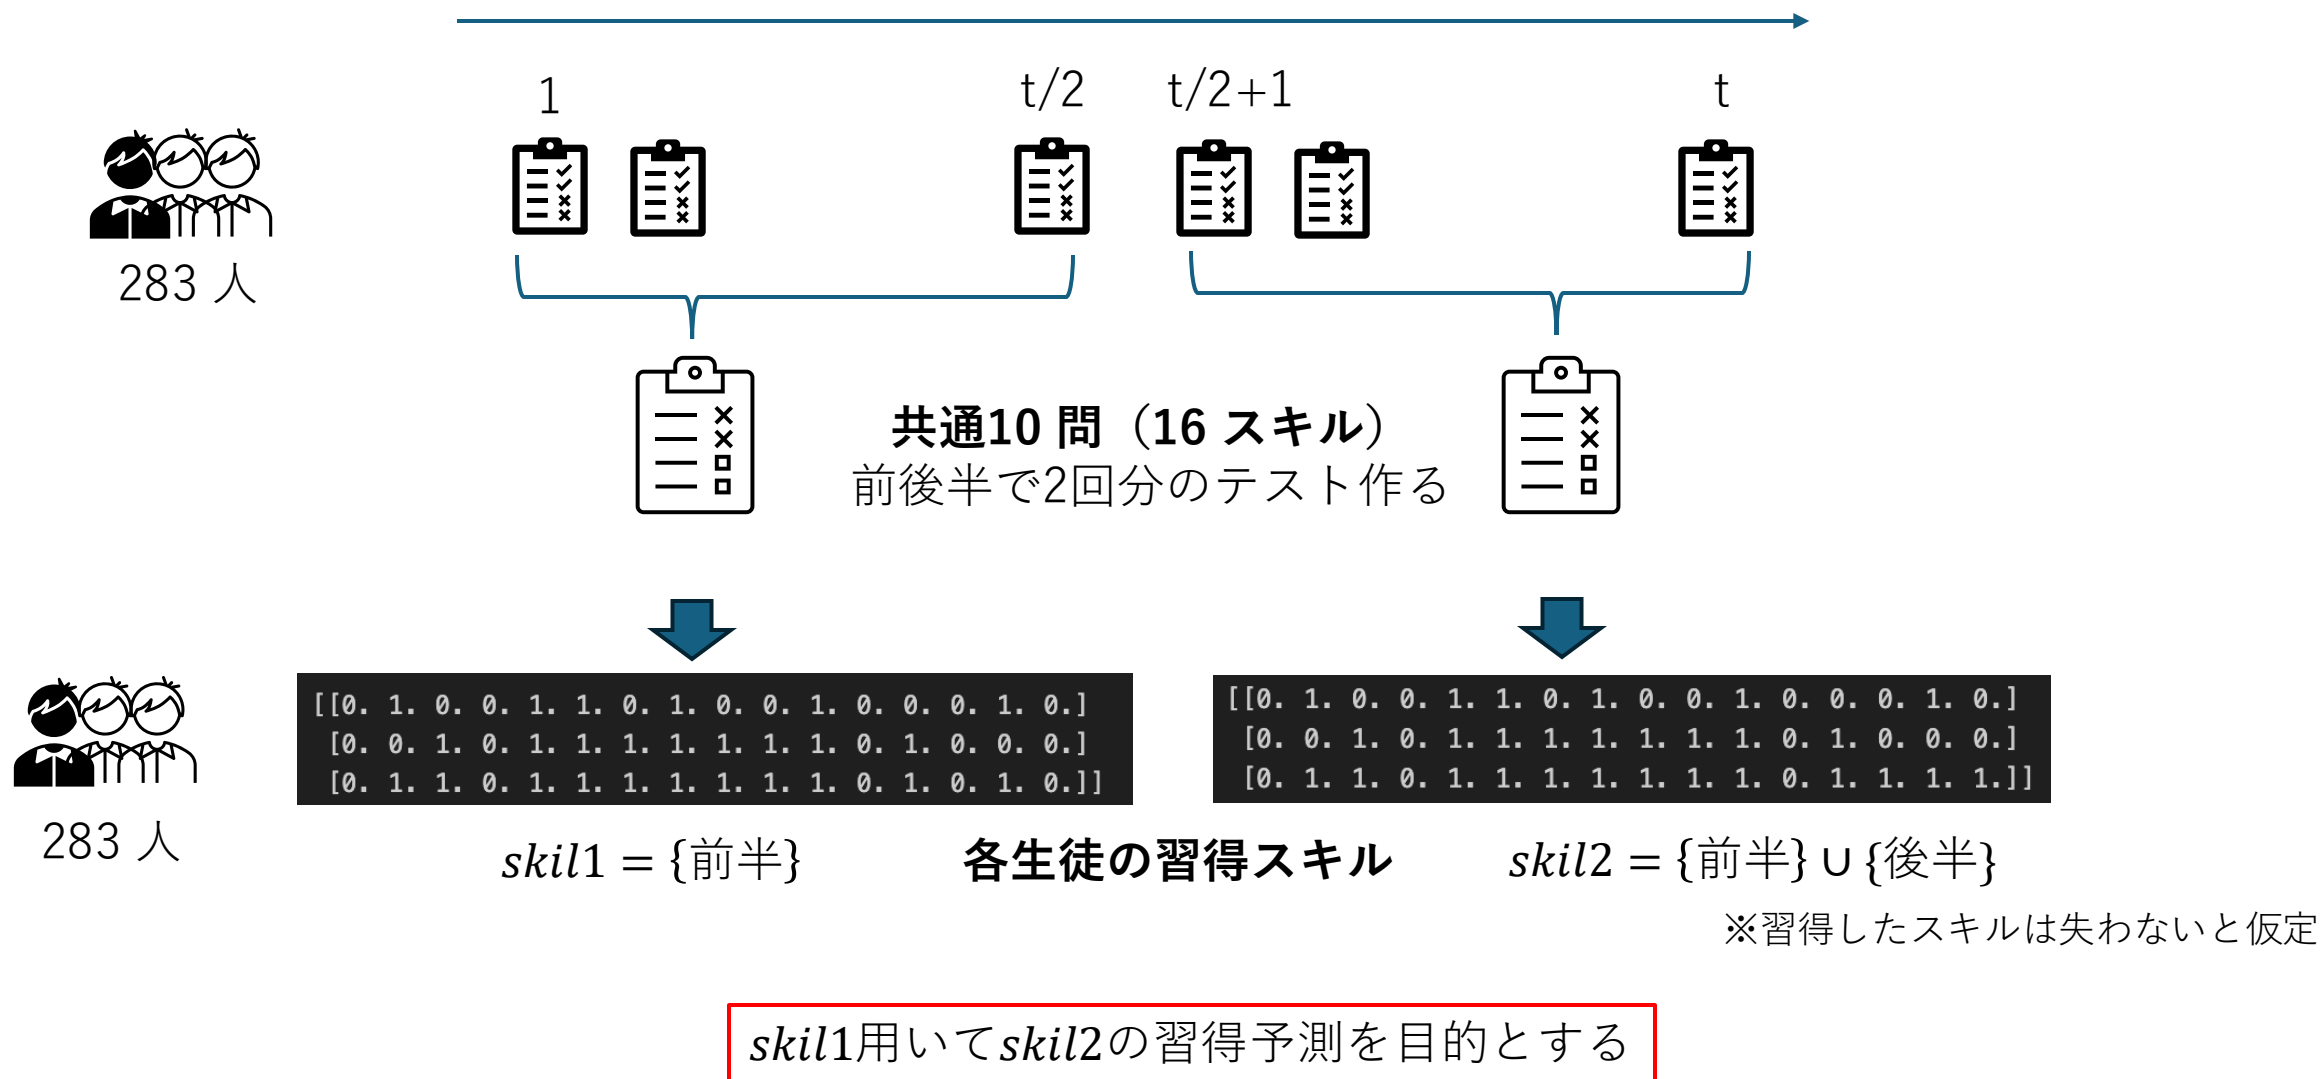 1
t/2
t/2+1
t
283 人
共通10 問（16 スキル）
前後半で2回分のテスト作る
[[0. 1. 0. 0. 1. 1. 0. 1. 0. 0. 1. 0. 0. 0. 1. 0.]
[0. 0. 1. 0. 1. 1. 1. 1. 1. 1. 1. 0. 1. 0. 0. 0.]
[0. 1. 1. 0. 1. 1. 1. 1. 1. 1. 1. 0. 1. 0. 1. 0.]]
[[0. 1. 0. 0. 1. 1. 0. 1. 0. 0. 1. 0. 0. 0. 1. 0.]
[0. 0. 1. 0. 1. 1. 1. 1. 1. 1. 1. 0. 1. 0. 0. 0.]
[0. 1. 1. 0. 1. 1. 1. 1. 1. 1. 1. 0. 1. 1. 1. 1.]]
283 人
skil1 = {前半}
各生徒の習得スキル
skil2 = {前半} ∪ {後半}
※習得したスキルは失わないと仮定
skil1用いてskil2の習得予測を目的とする